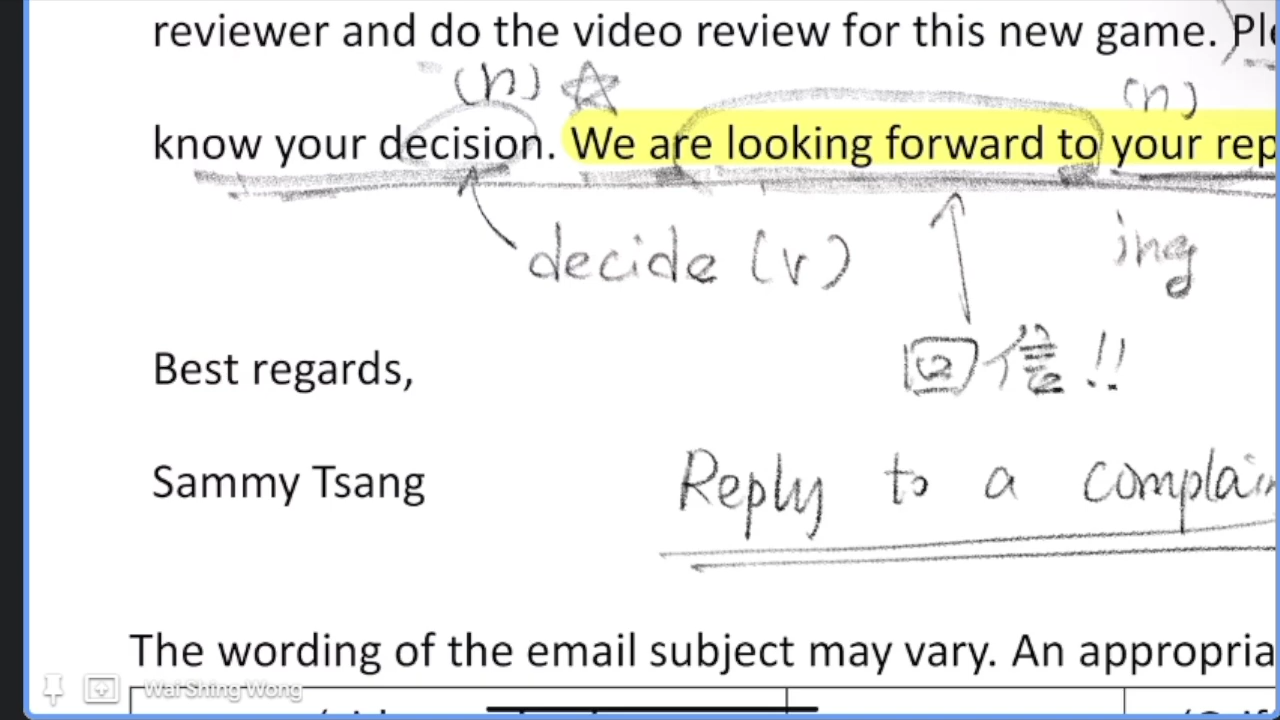 reviewer and do the video review for this new game. Ple
(n) (n)
know your decision. We are looking forward to your rep
decide (v) ing
回信!!
Best regards,
Sammy Tsang
Reply to a complain
The wording of the email subject may vary. An appropria
Wai Shing Wong